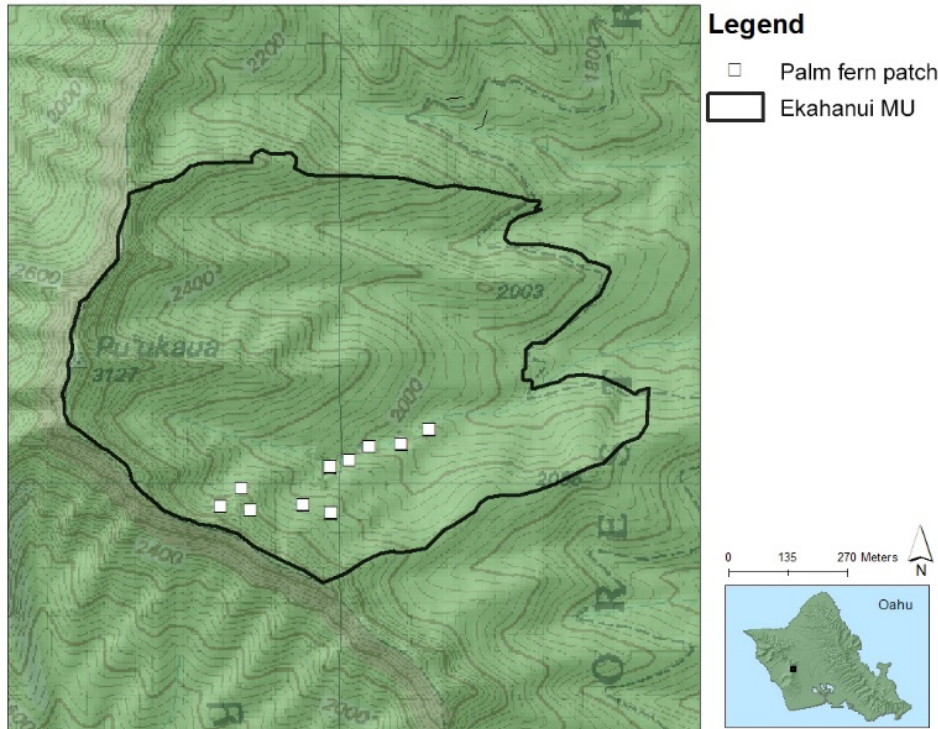 Legend
Palm fern patch
Ekahanui MU
R
2200
1800
2000
2600
2400
2003
Pu'ukaua
3127
2000
S
E
R
O
2400
2000
R
0 135 270 Meters
N
Oahu